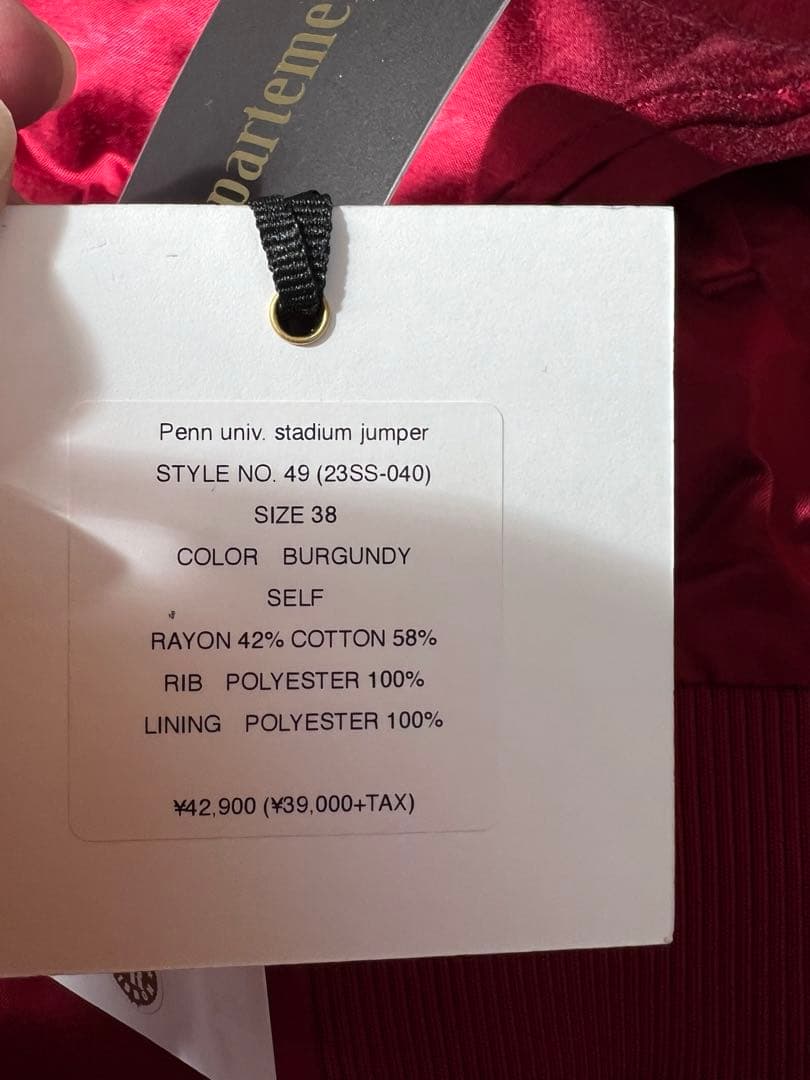 parteme
Penn univ. stadium jumper
STYLE NO. 49 (23SS-040)
SIZE 38
COLOR BURGUNDY
SELF
RAYON 42% COTTON 58%
RIB POLYESTER 100%
LINING POLYESTER 100%
¥42,900 (¥39,000+TAX)